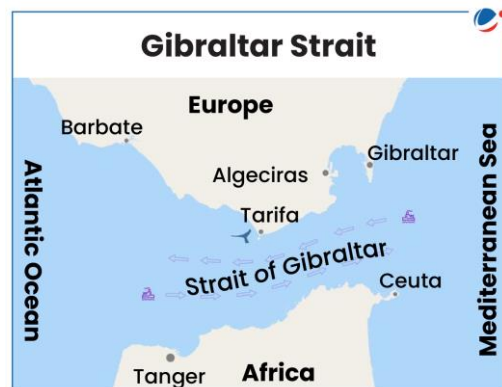 Gibraltar Strait
Europe
Barbate
Gibraltar
Algeciras
Atlantic Ocean
Mediterranean Sea
Tarifa
Strait of Gibraltar
Ceuta
Tanger
Africa